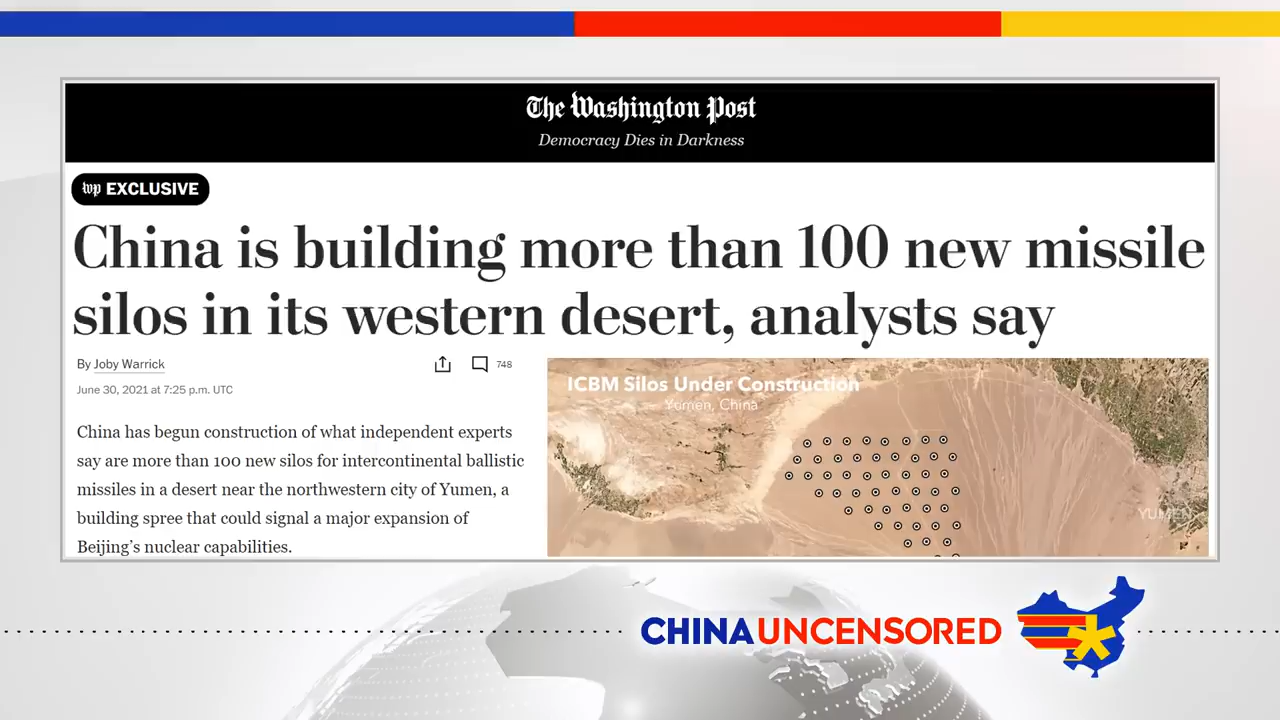 The Washington Post
Democracy Dies in Darkness
wp EXCLUSIVE
China is building more than 100 new missile
silos in its western desert, analysts say
By Joby Warrick
748
June 30, 2021 at 7:25 p.m. UTC
China has begun construction of what independent experts
say are more than 100 new silos for intercontinental ballistic
missiles in a desert near the northwestern city of Yumen, a
building spree that could signal a major expansion of
Beijing’s nuclear capabilities.
ICBM Silos Under Construction
Yumen, China
YUMEN
CHINA UNCENSORED